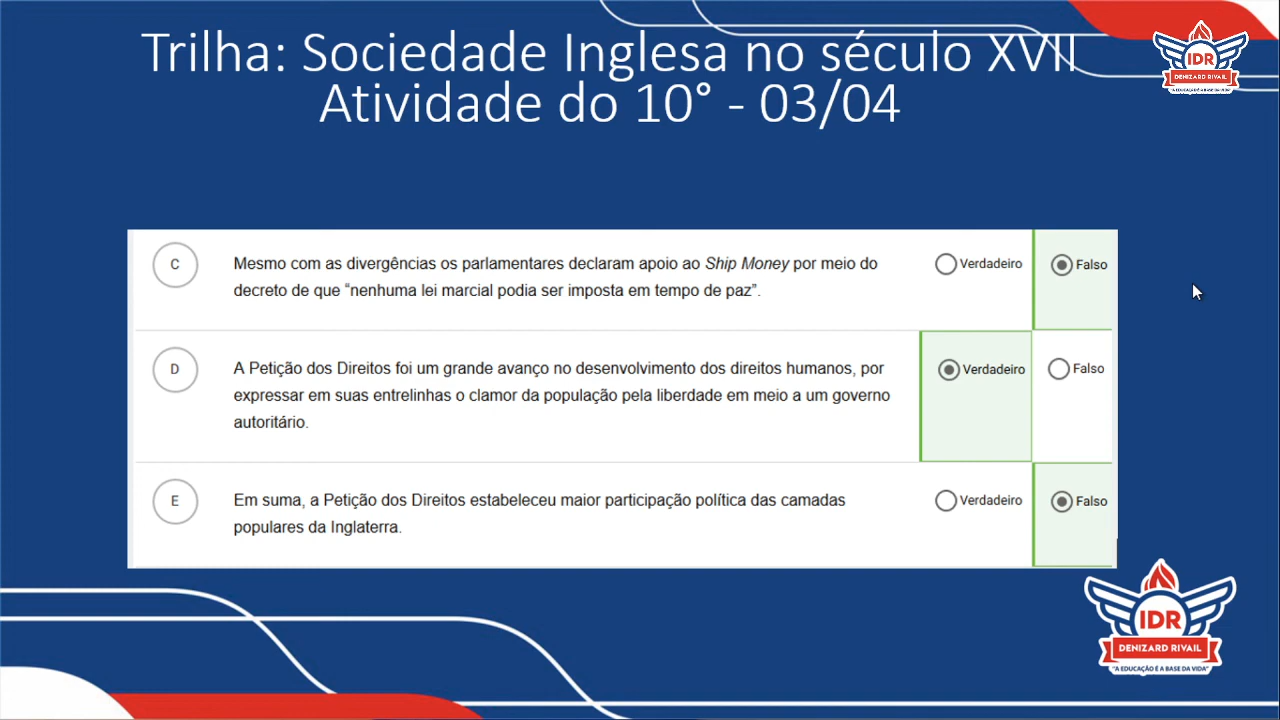 Trilha: Sociedade Inglesa no século XVII
Atividade do 10° - 03/04
IDR
DENIZARD RIVAIL
"A EDUCAÇÃO É A BASE DA VIDA"
C
Mesmo com as divergências os parlamentares declaram apoio ao Ship Money por meio do
decreto de que “nenhuma lei marcial podia ser imposta em tempo de paz”.
Verdadeiro
Falso
D
A Petição dos Direitos foi um grande avanço no desenvolvimento dos direitos humanos, por
expressar em suas entrelinhas o clamor da população pela liberdade em meio a um governo
autoritário.
Verdadeiro
Falso
E
Em suma, a Petição dos Direitos estabeleceu maior participação política das camadas
populares da Inglaterra.
Verdadeiro
Falso
IDR
DENIZARD RIVAIL
"A EDUCAÇÃO É A BASE DA VIDA"